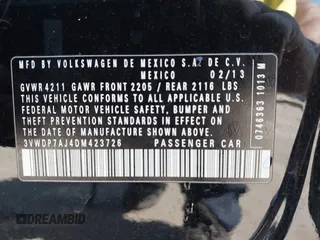 MFD BY VOLKSWAGEN DE MEXICO S.A. DE C.V.
MEXICO 02/13
GVWR 4211 GAWR FRONT 2205 / REAR 2116 LBS
THIS VEHICLE CONFORMS TO ALL APPLICABLE
FEDERAL MOTOR VEHICLE SAFETY, BUMPER
AND THEFT PREVENTION STANDARDS IN EFFECT
ON THE DATE OF MANUFACTURE SHOWN ABOVE.
3VWDP7AJ4DM423726 PASSENGER CAR
0746363 1013 M
DREAMBID